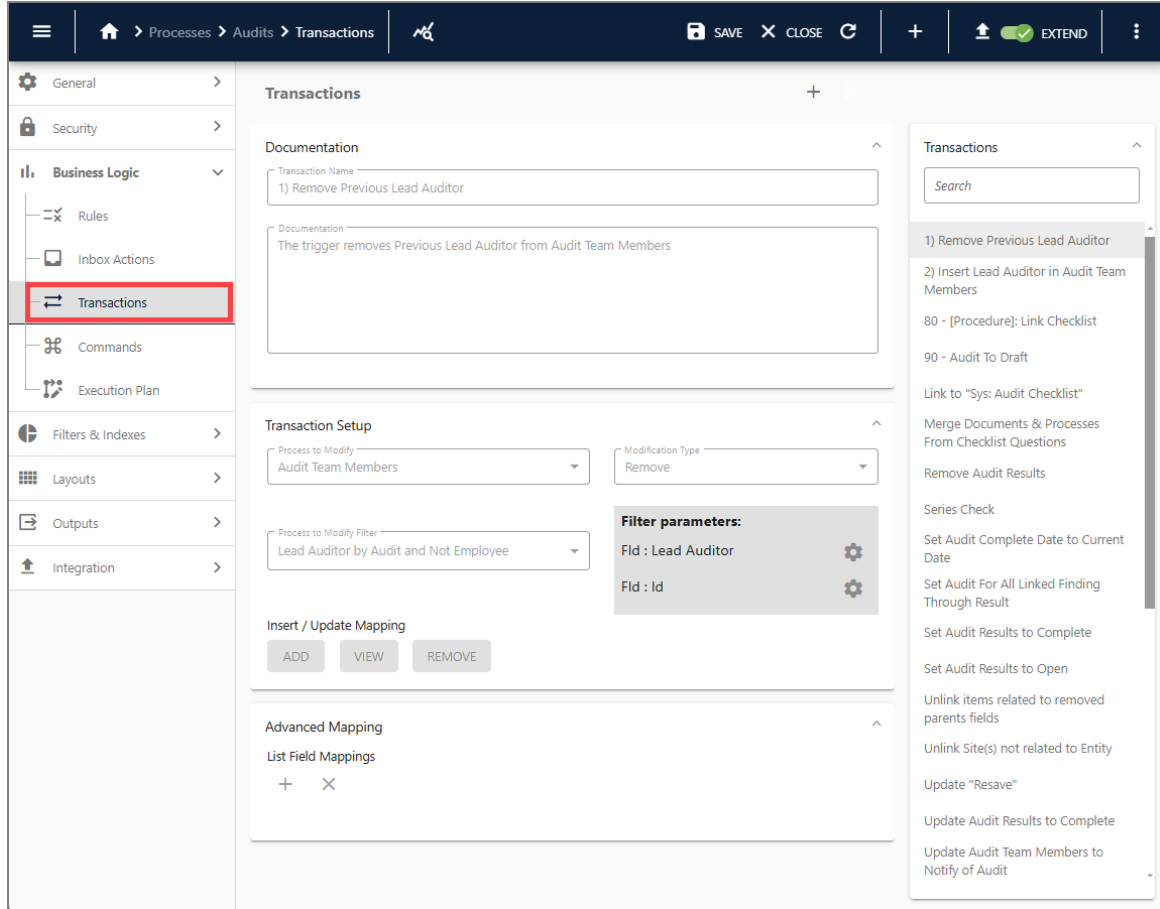 Processes Audits Transactions
SAVE CLOSE
EXTEND
General
Security
Business Logic
Rules
Inbox Actions
Transactions
Commands
Execution Plan
Filters & Indexes
Layouts
Outputs
Integration
Transactions
Documentation
Transaction Name
1) Remove Previous Lead Auditor
Documentation
The trigger removes Previous Lead Auditor from Audit Team Members
Transaction Setup
Process to Modify
Audit Team Members
Modification Type
Remove
Process to Modify Filter
Lead Auditor by Audit and Not Employee
Filter parameters:
Fld : Lead Auditor
Fld : Id
Insert / Update Mapping
ADD VIEW REMOVE
Advanced Mapping
List Field Mappings
Transactions
Search
1) Remove Previous Lead Auditor
2) Insert Lead Auditor in Audit Team
Members
80 - [Procedure]: Link Checklist
90 - Audit To Draft
Link to "Sys: Audit Checklist"
Merge Documents & Processes
From Checklist Questions
Remove Audit Results
Series Check
Set Audit Complete Date to Current
Date
Set Audit For All Linked Finding
Through Result
Set Audit Results to Complete
Set Audit Results to Open
Unlink items related to removed
parents fields
Unlink Site(s) not related to Entity
Update "Resave"
Update Audit Results to Complete
Update Audit Team Members to
Notify of Audit